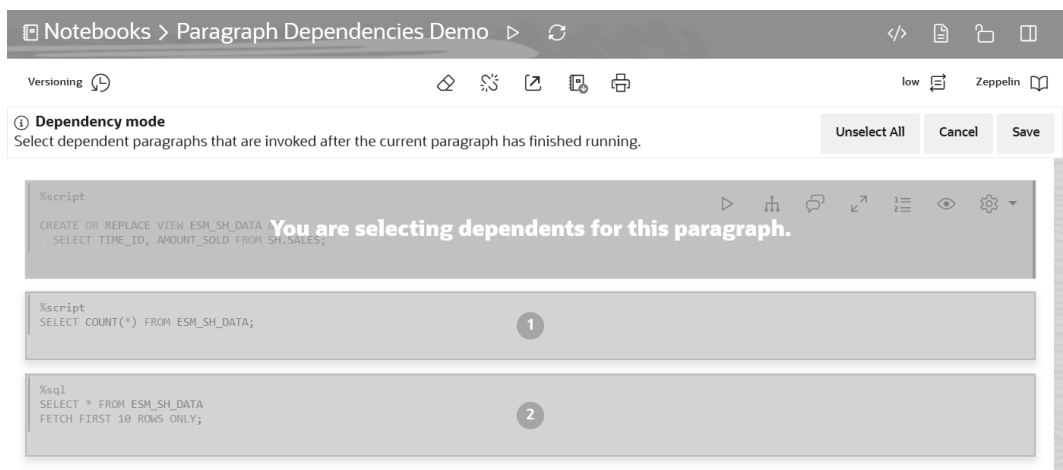 Notebooks > Paragraph Dependencies Demo
Versioning
low
Zeppelin
Dependency mode
Select dependent paragraphs that are invoked after the current paragraph has finished running.
Unselect All
Cancel
Save
%script
CREATE OR REPLACE VIEW ESM_SH_DATA
SELECT TIME_ID, AMOUNT_SOLD FROM SH.SALES;
You are selecting dependents for this paragraph.
%script
SELECT COUNT(*) FROM ESM_SH_DATA;
1
%sql
SELECT * FROM ESM_SH_DATA
FETCH FIRST 10 ROWS ONLY;
2